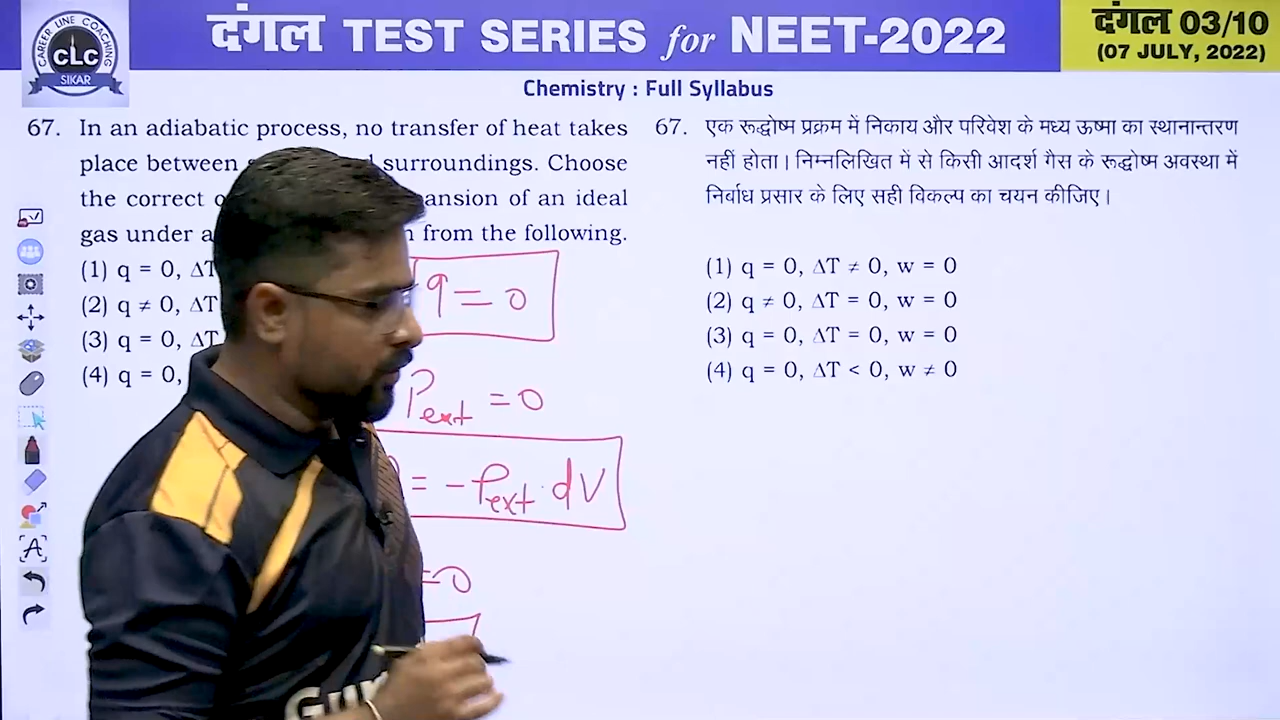 CAREER LINE COACHING
CLC
SIKAR
दंगल TEST SERIES for NEET-2022
दंगल 03/10
(07 JULY, 2022)
Chemistry : Full Syllabus
67. In an adiabatic process, no transfer of heat takes
place between surroundings. Choose
the correct of an ideal
gas under from the following.
(1) q = 0, ΔT
(2) q ≠ 0, ΔT
(3) q = 0, ΔT
(4) q = 0,
q = 0
Pext = 0
= -Pext. dV
=0
67. एक रूद्धोष्म प्रक्रम में निकाय और परिवेश के मध्य ऊष्मा का स्थानान्तरण
नहीं होता। निम्नलिखित में से किसी आदर्श गैस के रूद्धोष्म अवस्था में
निर्बाध प्रसार के लिए सही विकल्प का चयन कीजिए।
(1) q = 0, ΔT ≠ 0, w = 0
(2) q ≠ 0, ΔT = 0, w = 0
(3) q = 0, ΔT = 0, w = 0
(4) q = 0, ΔT < 0, w ≠ 0